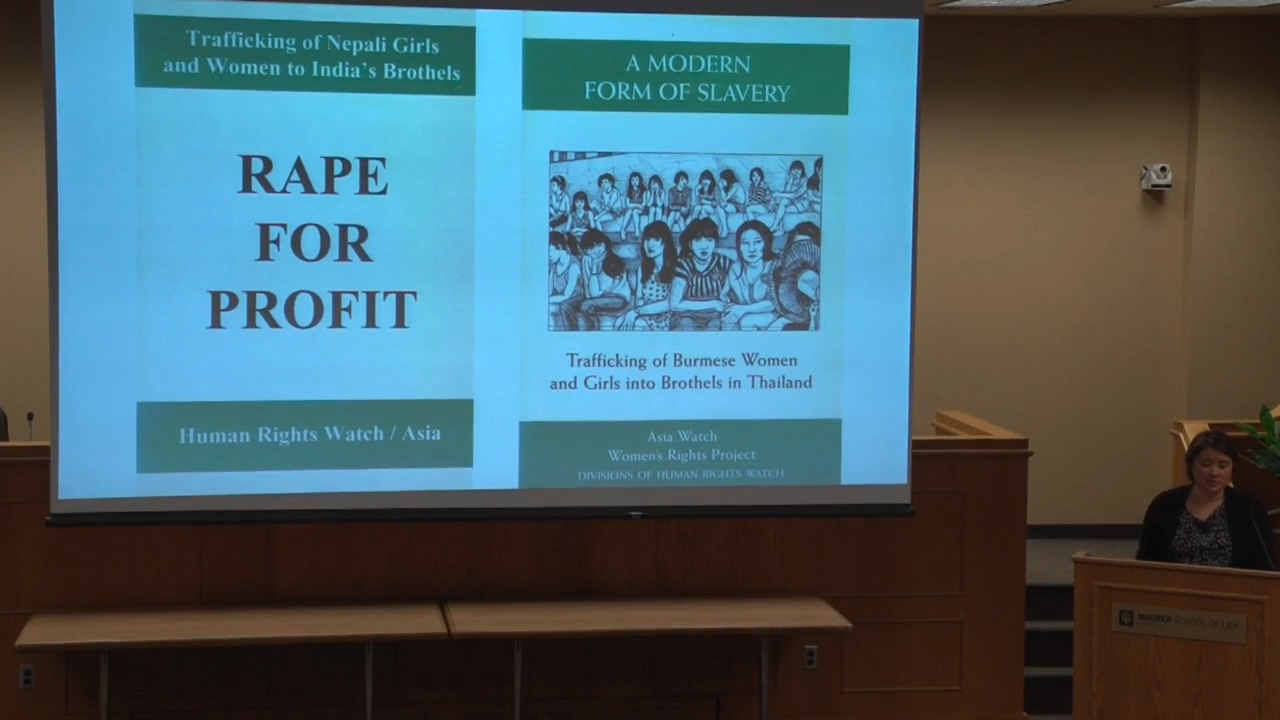 Trafficking of Nepali Girls
and Women to India's Brothels
RAPE
FOR
PROFIT
Human Rights Watch / Asia
A MODERN
FORM OF SLAVERY
Trafficking of Burmese Women
and Girls into Brothels in Thailand
Asia Watch
Women's Rights Project
DIVISIONS OF HUMAN RIGHTS WATCH
MAURER SCHOOL OF LAW